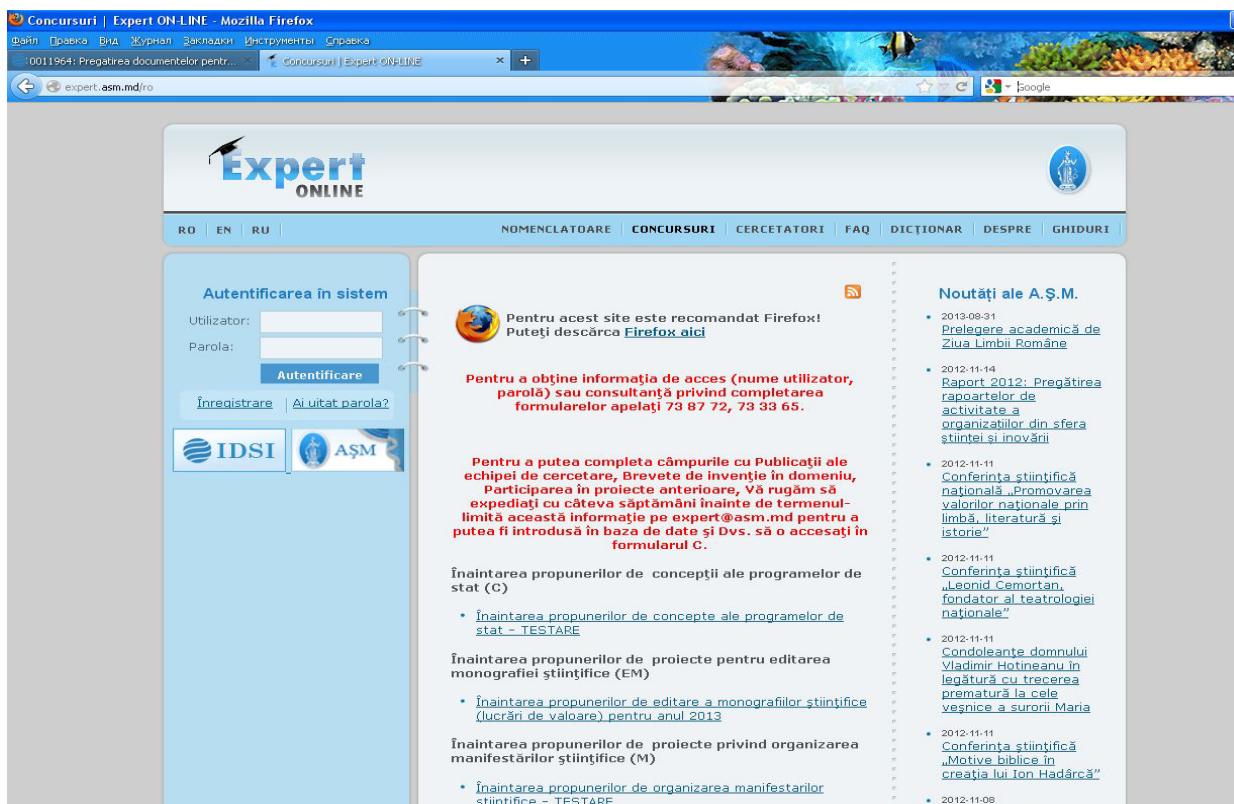 Concursuri | Expert ON-LINE - Mozilla Firefox
Файл Правка Вид Журнал Закладки Инструменты Справка
0011964: Pregatirea documentelor pentr... Concursuri | Expert ON-LINE
expert.asm.md/ro Google
Expert
ONLINE
RO EN RU NOMENCLATOARE CONCURSURI CERCETATORI FAQ DICŢIONAR DESPRE GHIDURI
Autentificarea în sistem
Utilizator:
Parola:
Autentificare
Înregistrare | Ai uitat parola?
IDSI AŞM
Pentru acest site este recomandat Firefox!
Puteţi descărca Firefox aici
Pentru a obţine informaţia de acces (nume utilizator,
parolă) sau consultanţă privind completarea
formularelor apelaţi 73 87 72, 73 33 65.
Pentru a putea completa câmpurile cu Publicaţii ale
echipei de cercetare, Brevete de invenţie în domeniu,
Participarea în proiecte anterioare, Vă rugăm să
expediaţi cu câteva săptămâni înainte de termenul-
limită această informaţie pe expert@asm.md pentru a
putea fi introdusă în baza de date şi Dvs. să o accesaţi în
formularul C.
Înaintarea propunerilor de concepţii ale programelor de
stat (C)
• Înaintarea propunerilor de concepte ale programelor de
stat – TESTARE
Înaintarea propunerilor de proiecte pentru editarea
monografiei ştiinţifice (EM)
• Înaintarea propunerilor de editare a monografiilor ştiinţifice
(lucrări de valoare) pentru anul 2013
Înaintarea propunerilor de proiecte privind organizarea
manifestărilor ştiinţifice (M)
• Înaintarea propunerilor de organizarea manifestarilor
stiintifice – TESTARE
Noutăţi ale A.Ş.M.
• 2013-08-31
Prelegere academică de
Ziua Limbii Române
• 2012-11-14
Raport 2012: Pregătirea
rapoartelor de
activitate a
organizaţiilor din sfera
ştiinţei şi inovării
• 2012-11-11
Conferinţa ştiinţifică
naţională „Promovarea
valorilor naţionale prin
limbă, literatură şi
istorie”
• 2012-11-11
Conferinţa ştiinţifică
„Leonid Cemortan,
fondator al teatrologiei
naţionale”
• 2012-11-11
Condoleanţe domnului
Vladimir Hotineanu în
legătură cu trecerea
prematură la cele
veşnice a surorii Maria
• 2012-11-11
Conferinţa ştiinţifică
„Motive biblice în
creaţia lui Ion Hadârcă”
• 2012-11-08